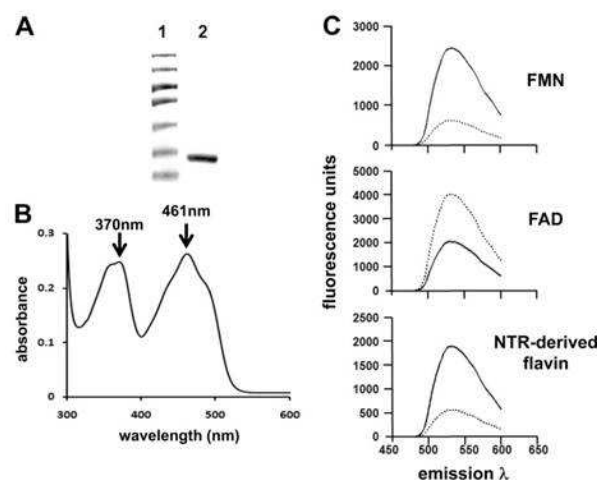 A
1 2
B
370nm
461nm
0.3
0.2
0.1
0
absorbance
300 400 500 600
wavelength (nm)
C
fluorescence units
3000
2000
1000
0
FMN
5000
4000
3000
2000
1000
0
FAD
2500
2000
1500
1000
500
0
NTR-derived
flavin
450 500 550 600 650
emission λ